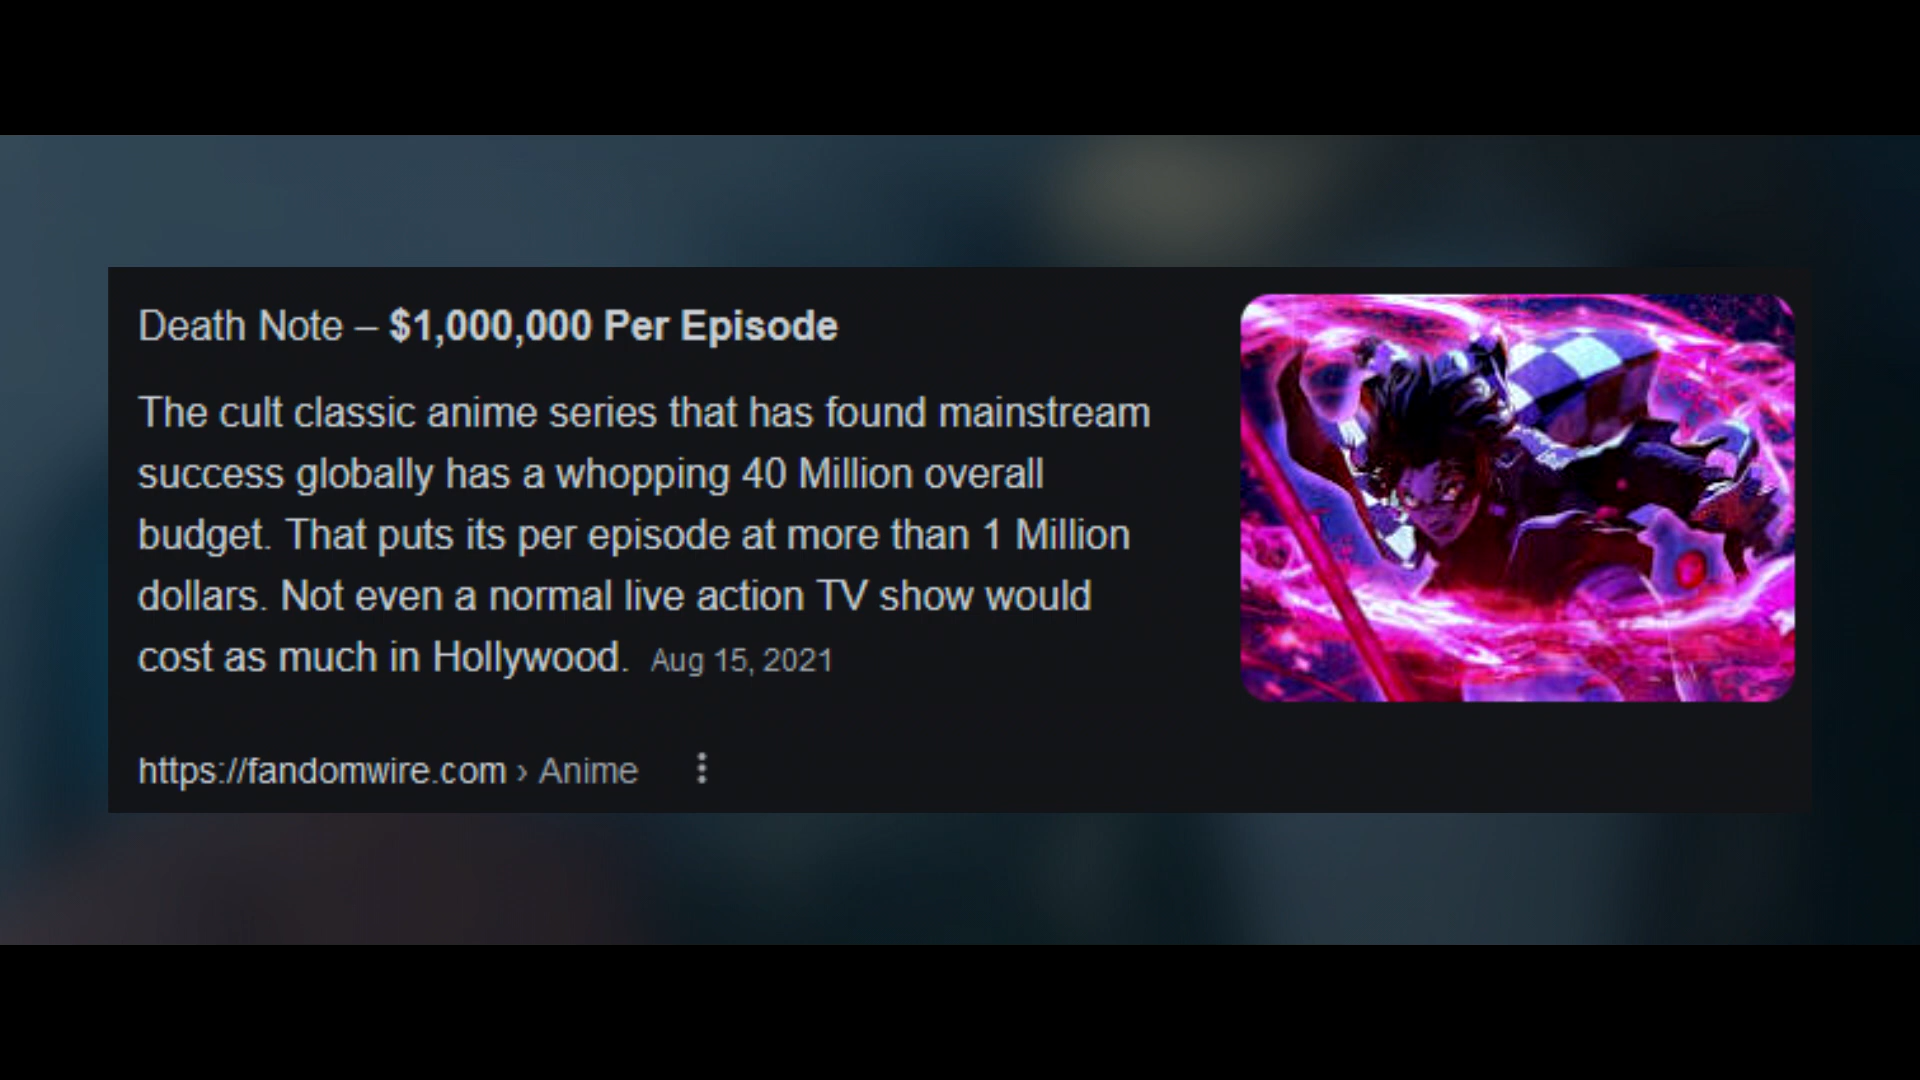 Death Note – $1,000,000 Per Episode
The cult classic anime series that has found mainstream
success globally has a whopping 40 Million overall
budget. That puts its per episode at more than 1 Million
dollars. Not even a normal live action TV show would
cost as much in Hollywood. Aug 15, 2021
https://fandomwire.com › Anime